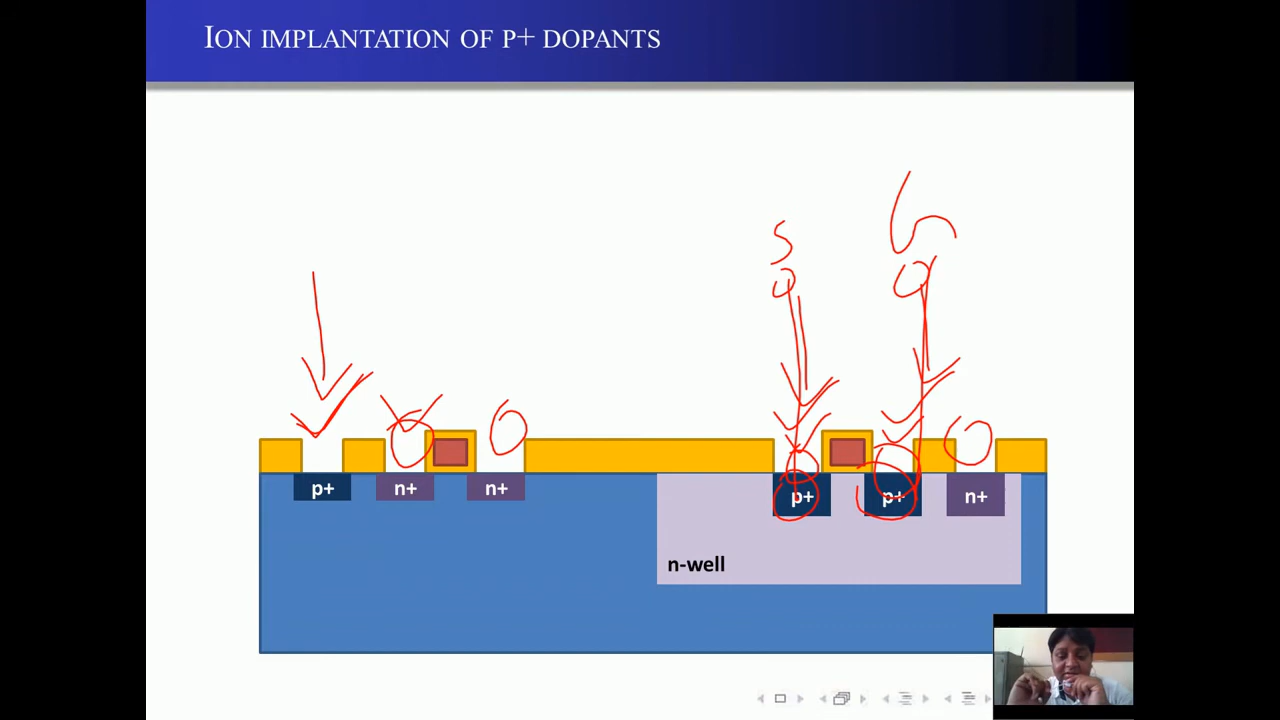 ION IMPLANTATION OF P+ DOPANTS
p+ n+ n+ p+ p+ n+
n-well